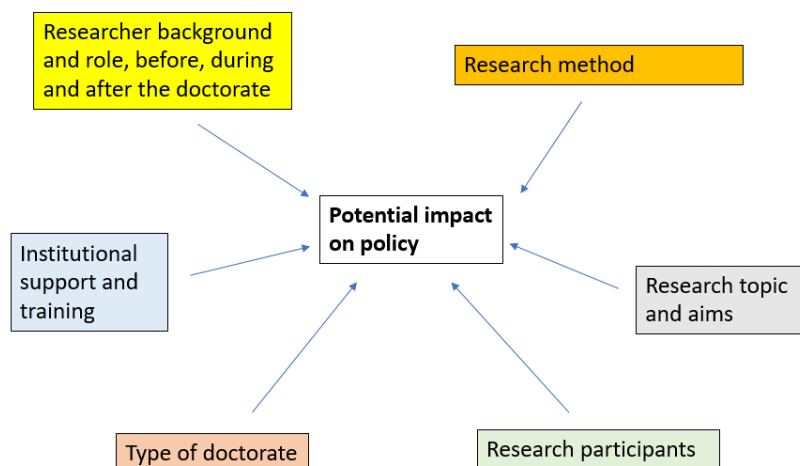 Researcher background
and role, before, during
and after the doctorate
Research method
Potential impact
on policy
Institutional
support and
training
Research topic
and aims
Type of doctorate
Research participants